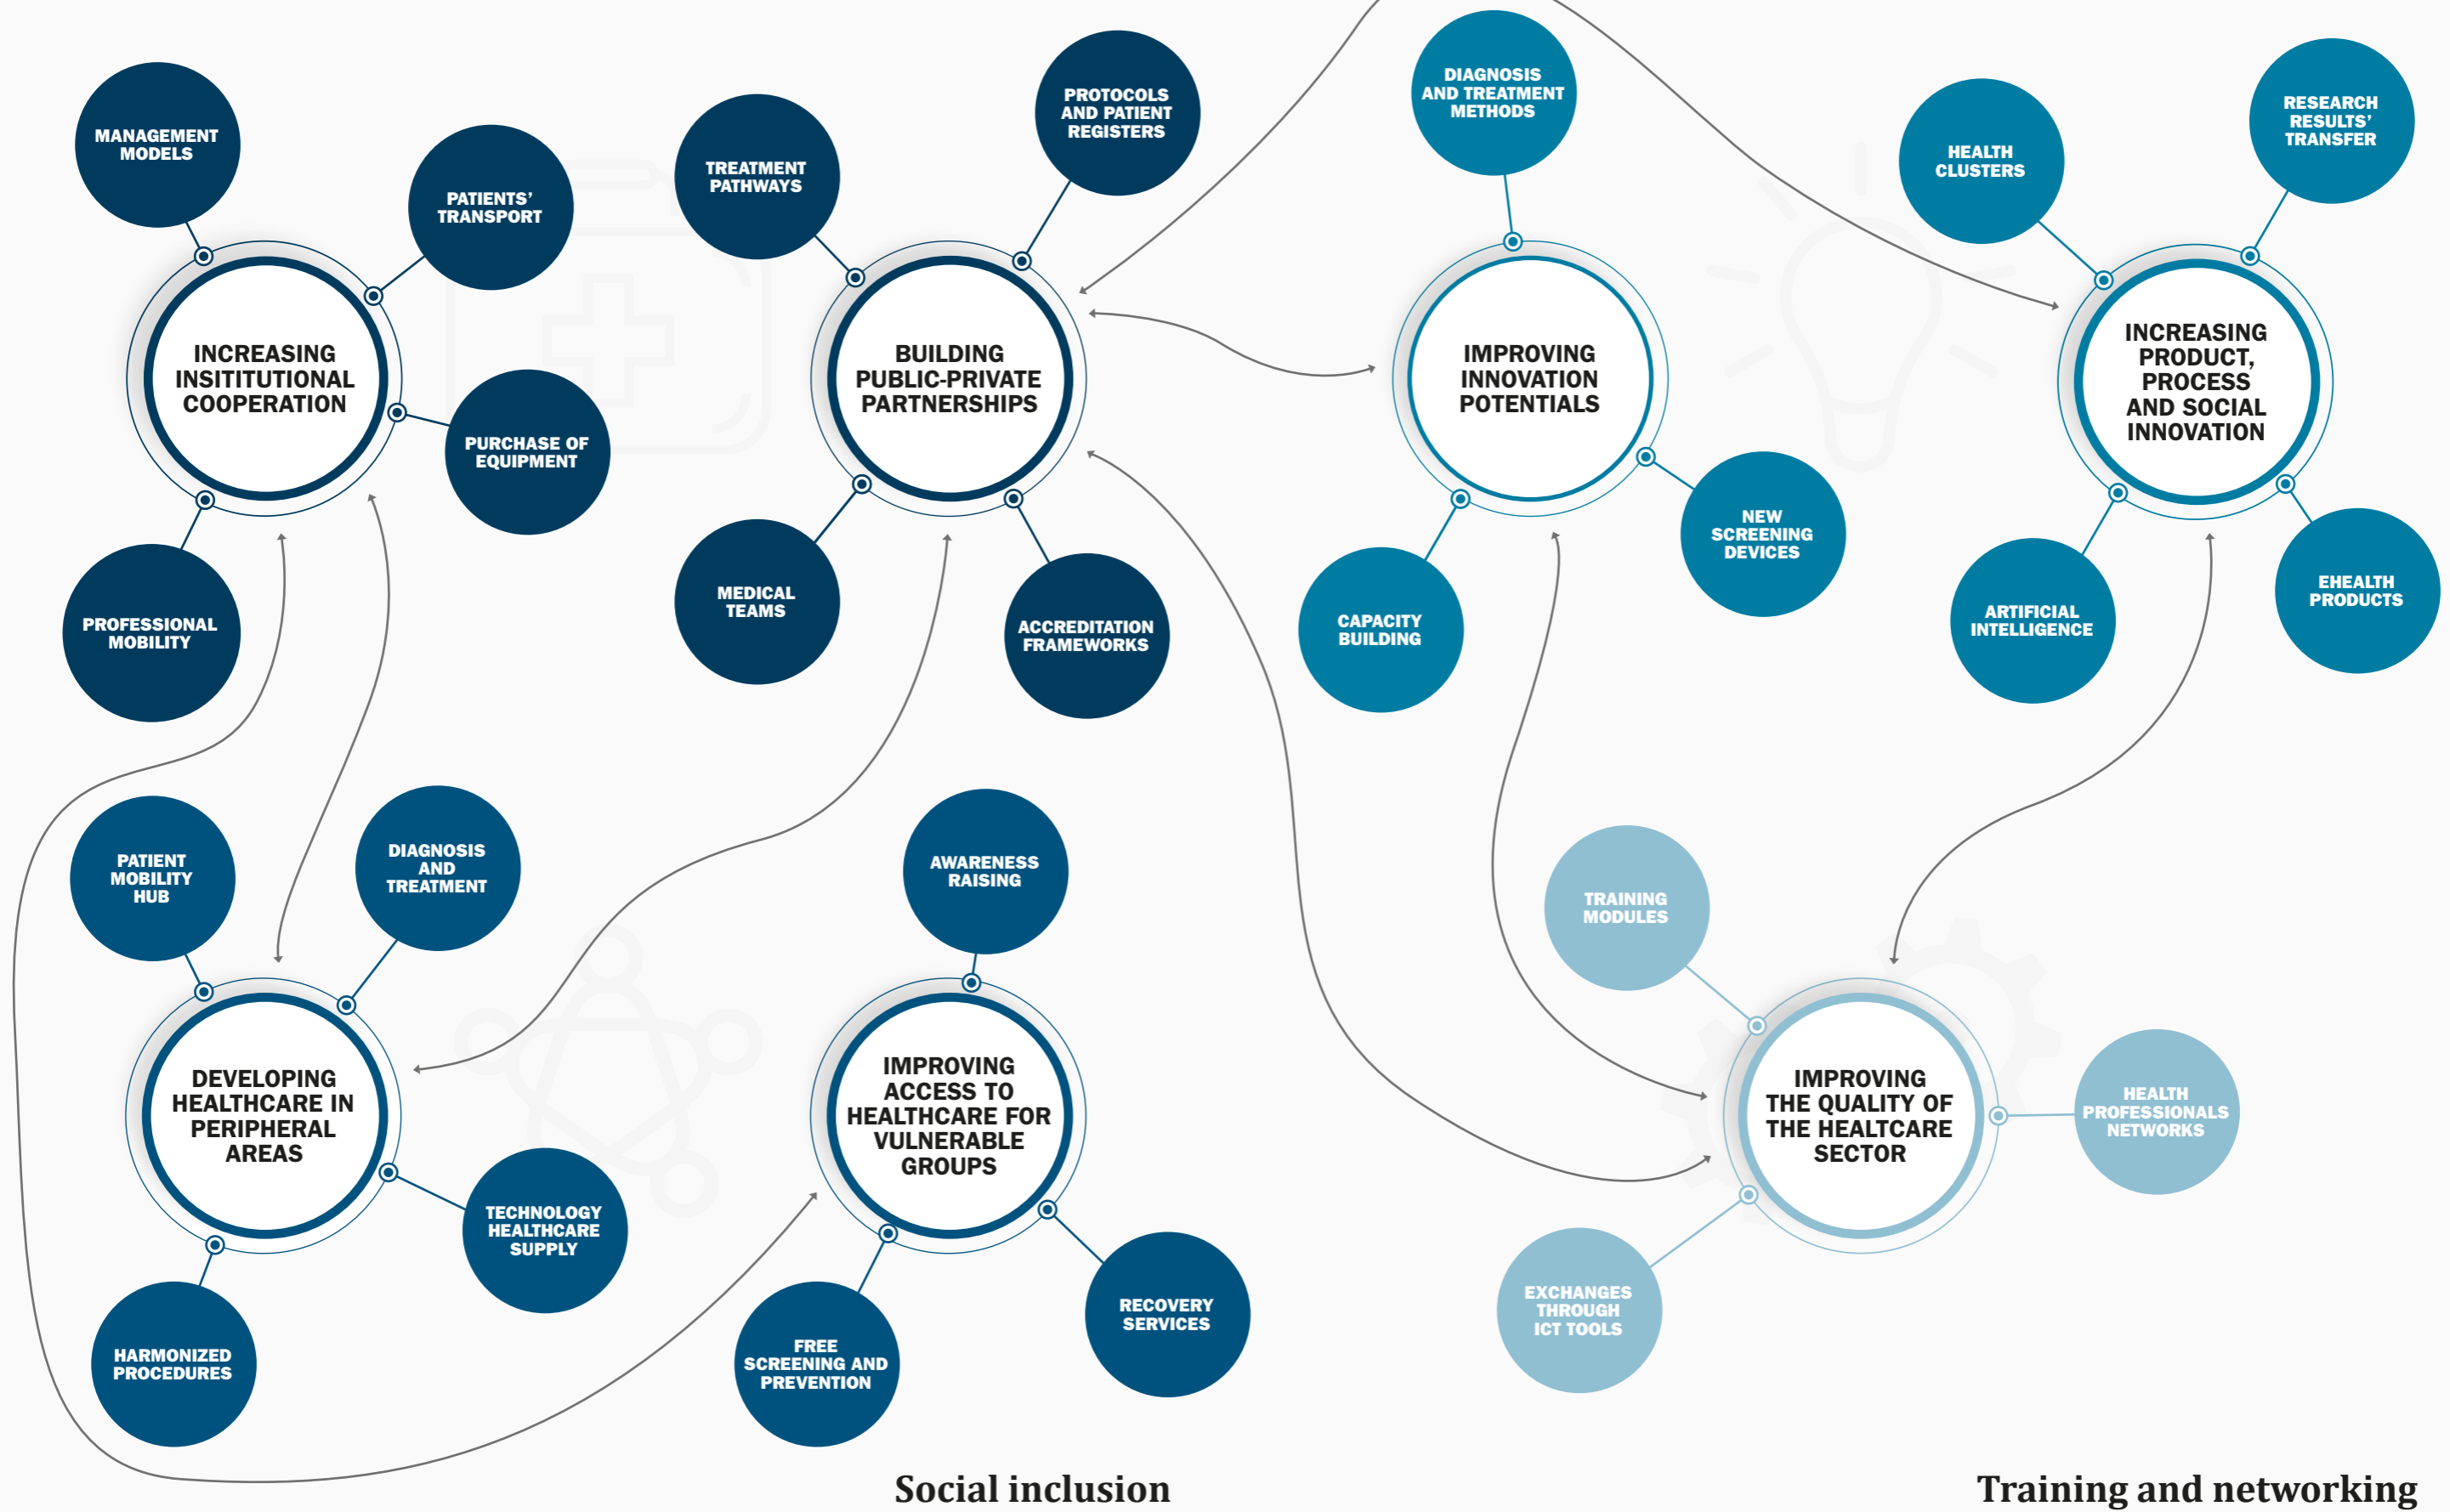 MANAGEMENT
MODELS
PATIENTS’
TRANSPORT
INCREASING
INSITITUTIONAL
COOPERATION
PURCHASE OF
EQUIPMENT
PROFESSIONAL
MOBILITY
TREATMENT
PATHWAYS
PROTOCOLS
AND PATIENT
REGISTERS
BUILDING
PUBLIC-PRIVATE
PARTNERSHIPS
MEDICAL
TEAMS
ACCREDITATION
FRAMEWORKS
DIAGNOSIS
AND TREATMENT
METHODS
IMPROVING
INNOVATION
POTENTIALS
NEW
SCREENING
DEVICES
CAPACITY
BUILDING
HEALTH
CLUSTERS
RESEARCH
RESULTS’
TRANSFER
INCREASING
PRODUCT,
PROCESS
AND SOCIAL
INNOVATION
ARTIFICIAL
INTELLIGENCE
EHEALTH
PRODUCTS
PATIENT
MOBILITY
HUB
DIAGNOSIS
AND
TREATMENT
DEVELOPING
HEALTHCARE IN
PERIPHERAL
AREAS
TECHNOLOGY
HEALTHCARE
SUPPLY
HARMONIZED
PROCEDURES
AWARENESS
RAISING
IMPROVING
ACCESS TO
HEALTHCARE FOR
VULNERABLE
GROUPS
FREE
SCREENING AND
PREVENTION
RECOVERY
SERVICES
TRAINING
MODULES
IMPROVING
THE QUALITY OF
THE HEALTCARE
SECTOR
HEALTH
PROFESSIONALS
NETWORKS
EXCHANGES
THROUGH
ICT TOOLS
Social inclusion
Training and networking